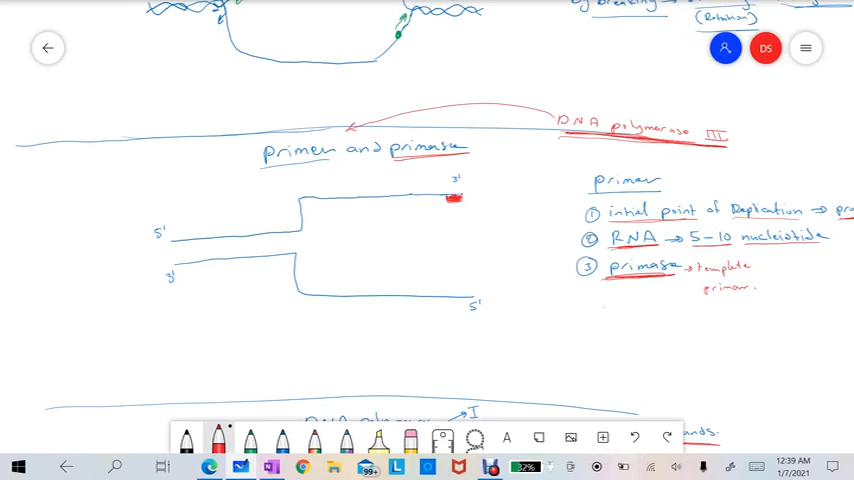 by breaking →
(Rotation)
DS
DNA polymerase III
primer and primase
3'
primer
5'
① initial point of Replication ⇒
② RNA → 5-10 nucleotide
3'
③ primase → template
primer.
5'
I
ands.
A
99+
L
32%
12:39 AM
1/7/2021